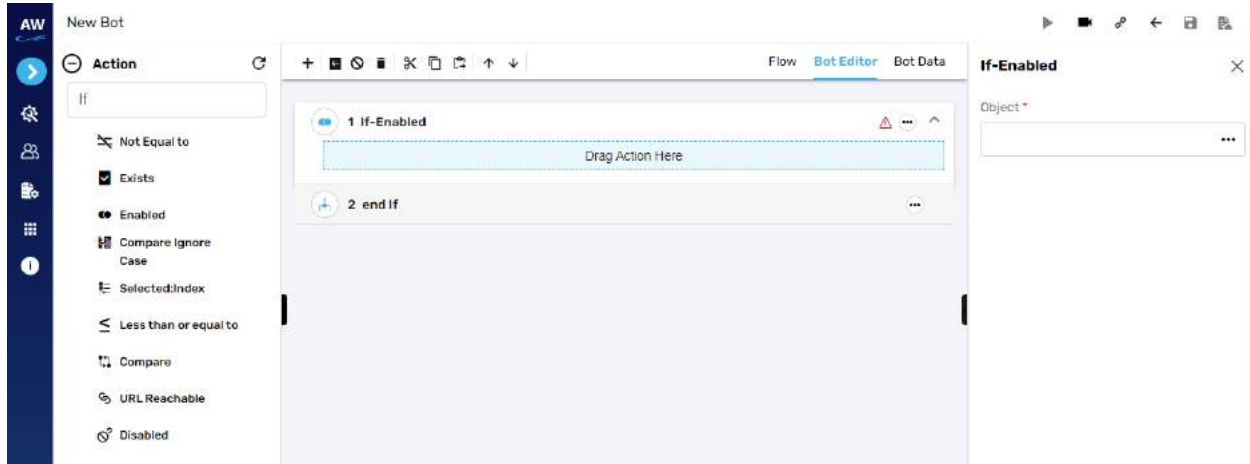 AW
New Bot
Action
If
Not Equal to
Exists
Enabled
Compare Ignore
Case
Selected:Index
Less than or equal to
Compare
URL Reachable
Disabled
Flow Bot Editor Bot Data
1 If-Enabled
Drag Action Here
2 end If
If-Enabled
Object *